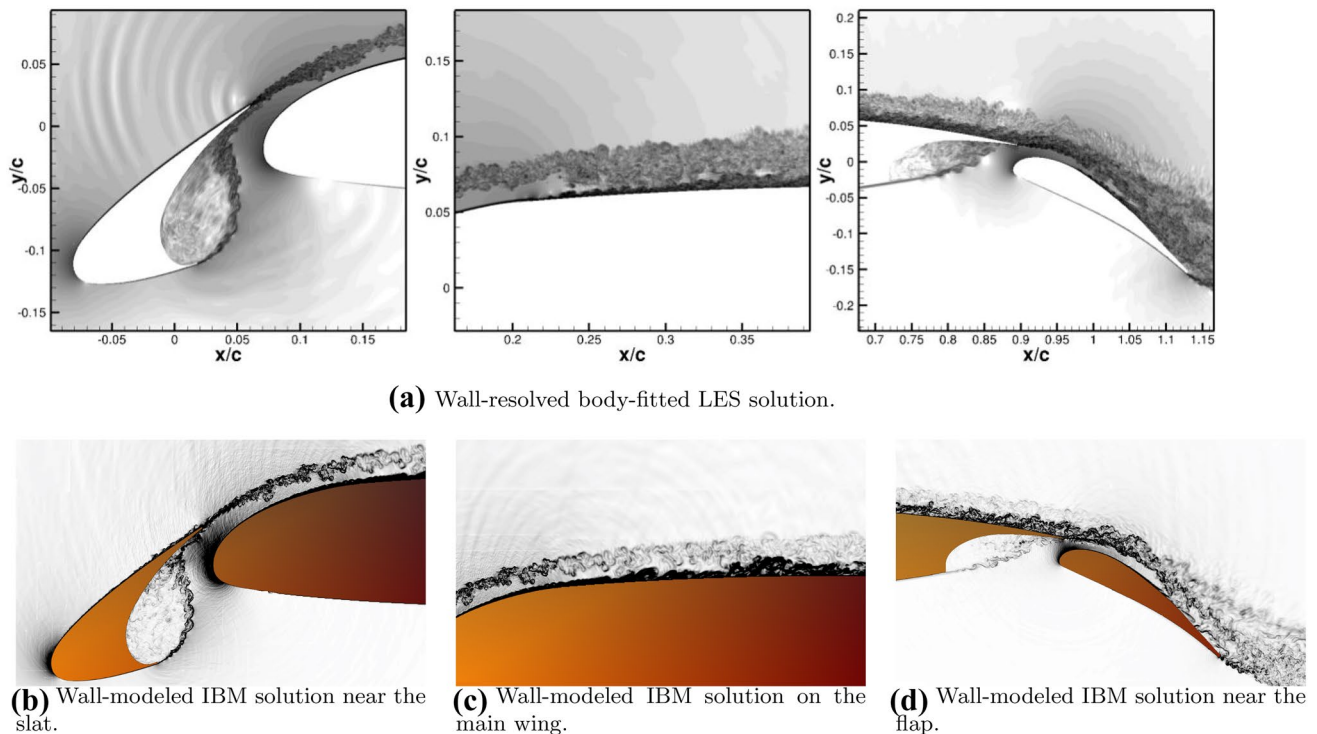 0.05
0
-0.05
-0.1
-0.15
y/c
-0.05 0 0.05 0.1 0.15
x/c
0.15
0.1
0.05
0
y/c
0.2 0.25 0.3 0.35
x/c
0.2
0.15
0.1
0.05
0
-0.05
-0.1
-0.15
-0.2
y/c
0.7 0.75 0.8 0.85 0.9 0.95 1 1.05 1.1 1.15
x/c
(a) Wall-resolved body-fitted LES solution.
(b) Wall-modeled IBM solution near the
slat.
(c) Wall-modeled IBM solution on the
main wing.
(d) Wall-modeled IBM solution near the
flap.